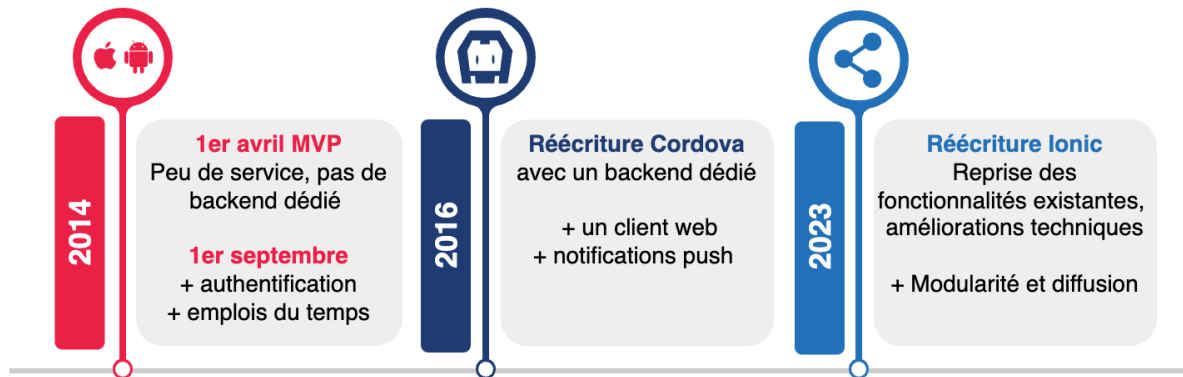 2014
1er avril MVP
Peu de service, pas de
backend dédié
1er septembre
+ authentification
+ emplois du temps
2016
Réécriture Cordova
avec un backend dédié
+ un client web
+ notifications push
2023
Réécriture Ionic
Reprise des
fonctionnalités existantes,
améliorations techniques
+ Modularité et diffusion